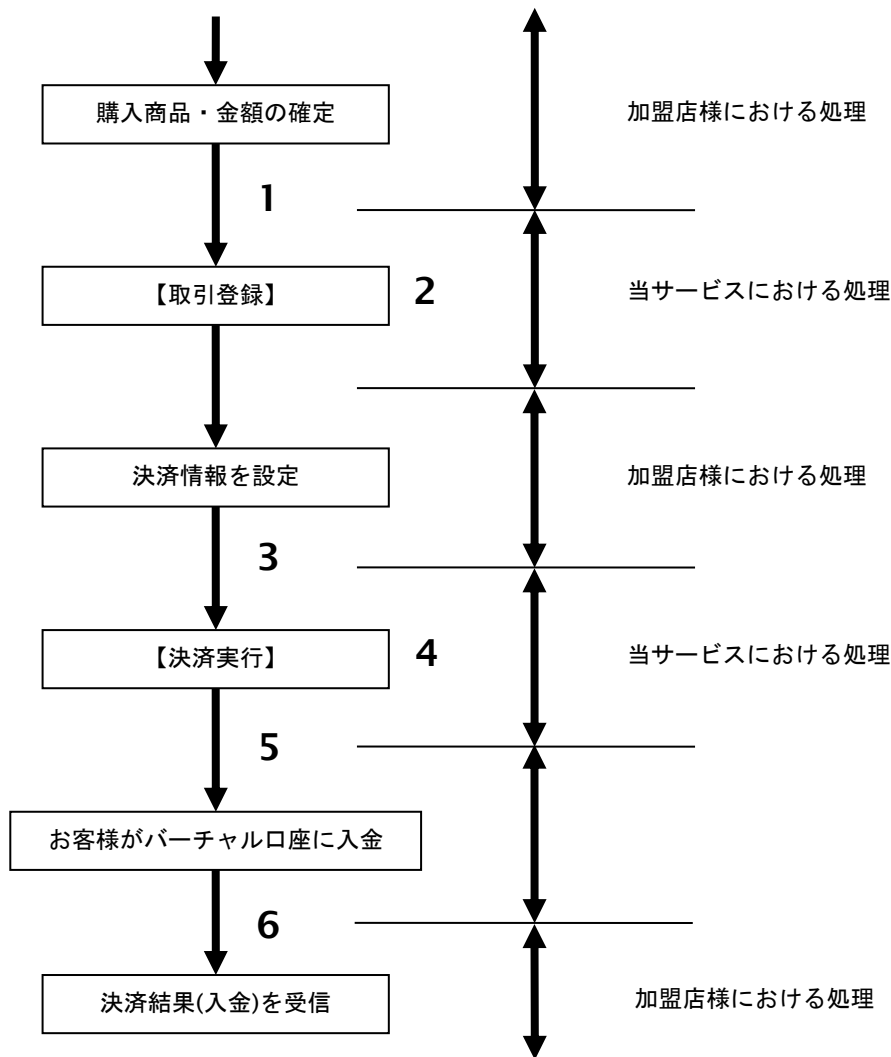 購入商品・金額の確定
加盟店様における処理
1
【取引登録】
2
当サービスにおける処理
決済情報を設定
加盟店様における処理
3
【決済実行】
4
当サービスにおける処理
5
お客様がバーチャル口座に入金
6
決済結果(入金)を受信
加盟店様における処理